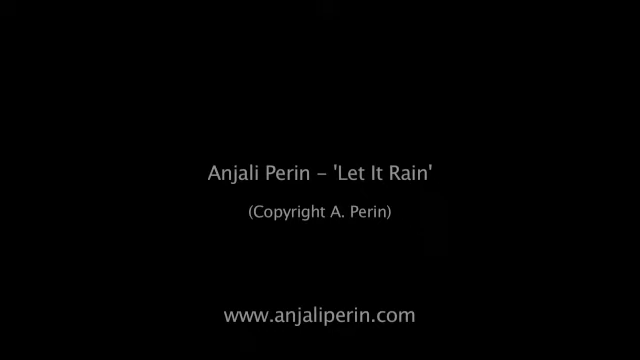 Anjali Perin - 'Let It Rain'
(Copyright A. Perin)
www.anjaliperin.com